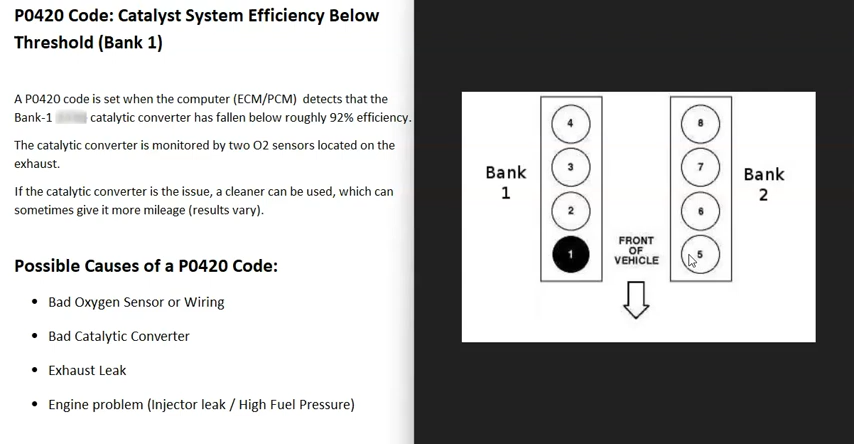 P0420 Code: Catalyst System Efficiency Below
Threshold (Bank 1)
A P0420 code is set when the computer (ECM/PCM) detects that the
Bank-1 catalytic converter has fallen below roughly 92% efficiency.
The catalytic converter is monitored by two O2 sensors located on the
exhaust.
If the catalytic converter is the issue, a cleaner can be used, which can
sometimes give it more mileage (results vary).
Possible Causes of a P0420 Code:
Bad Oxygen Sensor or Wiring
Bad Catalytic Converter
Exhaust Leak
Engine problem (Injector leak / High Fuel Pressure)
Bank
1
4
3
2
1
FRONT
OF
VEHICLE
8
7
6
5
Bank
2